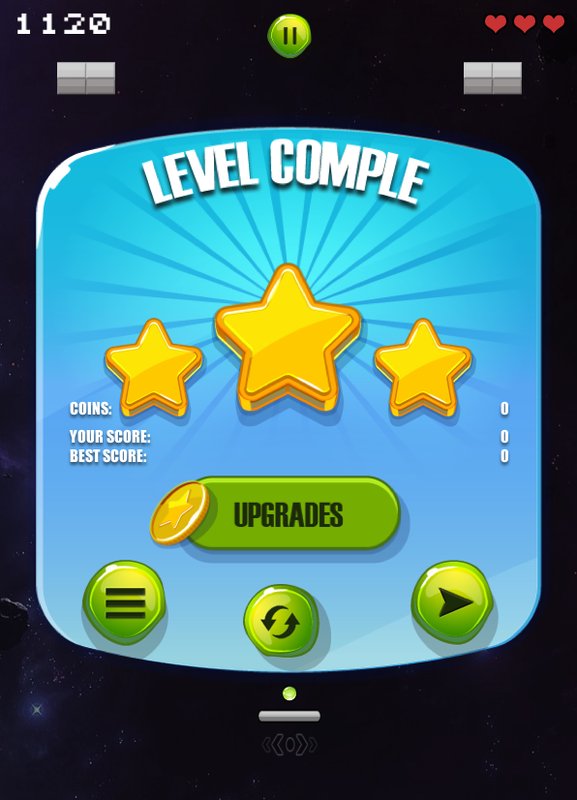 1120
LEVEL COMPLE
COINS: 0
YOUR SCORE: 0
BEST SCORE: 0
UPGRADES